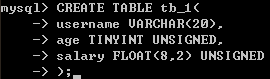 mysql> CREATE TABLE tb_1(
-> username VARCHAR(20),
-> age TINYINT UNSIGNED,
-> salary FLOAT(8,2) UNSIGNED
-> );